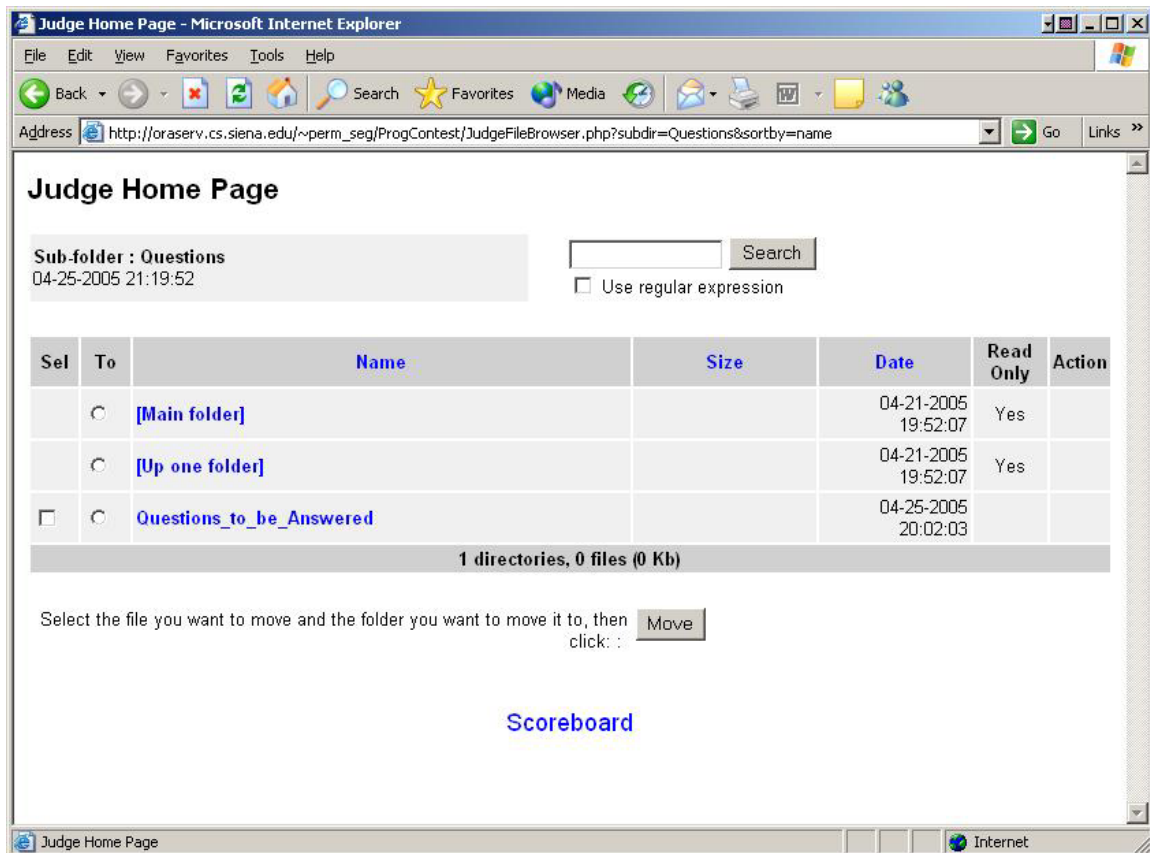 Judge Home Page - Microsoft Internet Explorer
File Edit View Favorites Tools Help
Back Search Favorites Media
Address http://oraserv.cs.siena.edu/~perm_seg/ProgContest/JudgeFileBrowser.php?subdir=Questions&sortby=name Go Links »
Judge Home Page
Sub-folder : Questions
04-25-2005 21:19:52
Search
Use regular expression
Sel To Name Size Date Read Only Action
[Main folder] 04-21-2005 19:52:07 Yes
[Up one folder] 04-21-2005 19:52:07 Yes
Questions_to_be_Answered 04-25-2005 20:02:03
1 directories, 0 files (0 Kb)
Select the file you want to move and the folder you want to move it to, then Move
click: :
Scoreboard
Judge Home Page Internet